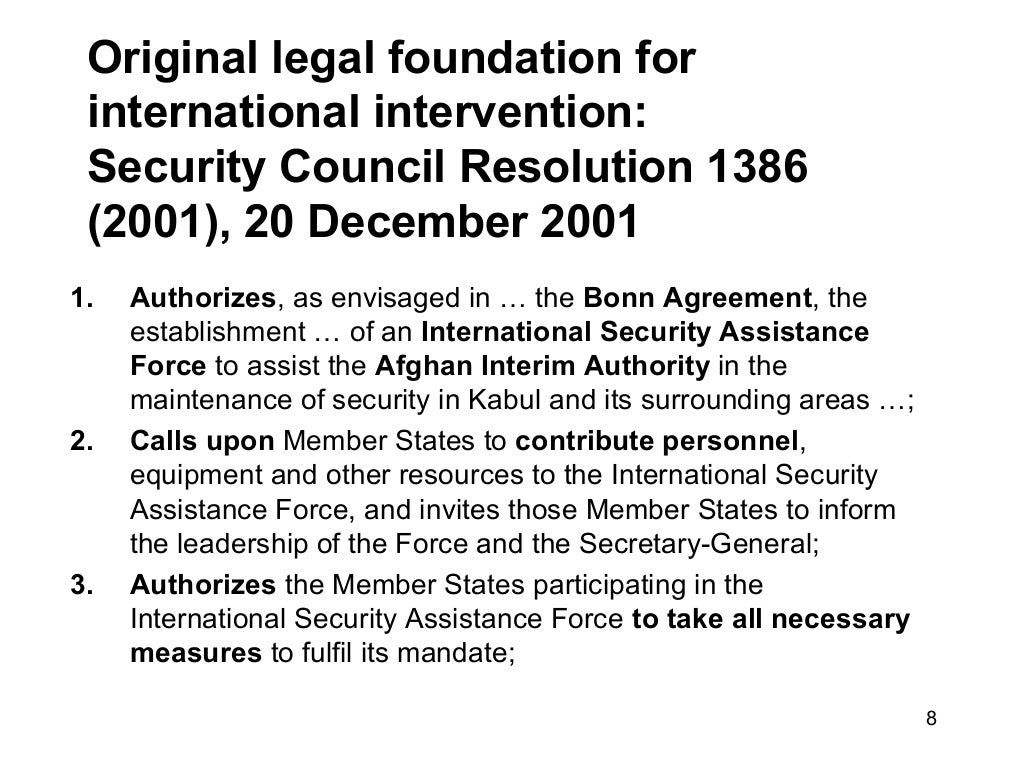 Original legal foundation for
international intervention:
Security Council Resolution 1386
(2001), 20 December 2001
1. Authorizes, as envisaged in … the Bonn Agreement, the
establishment … of an International Security Assistance
Force to assist the Afghan Interim Authority in the
maintenance of security in Kabul and its surrounding areas …;
2. Calls upon Member States to contribute personnel,
equipment and other resources to the International Security
Assistance Force, and invites those Member States to inform
the leadership of the Force and the Secretary-General;
3. Authorizes the Member States participating in the
International Security Assistance Force to take all necessary
measures to fulfil its mandate;
8